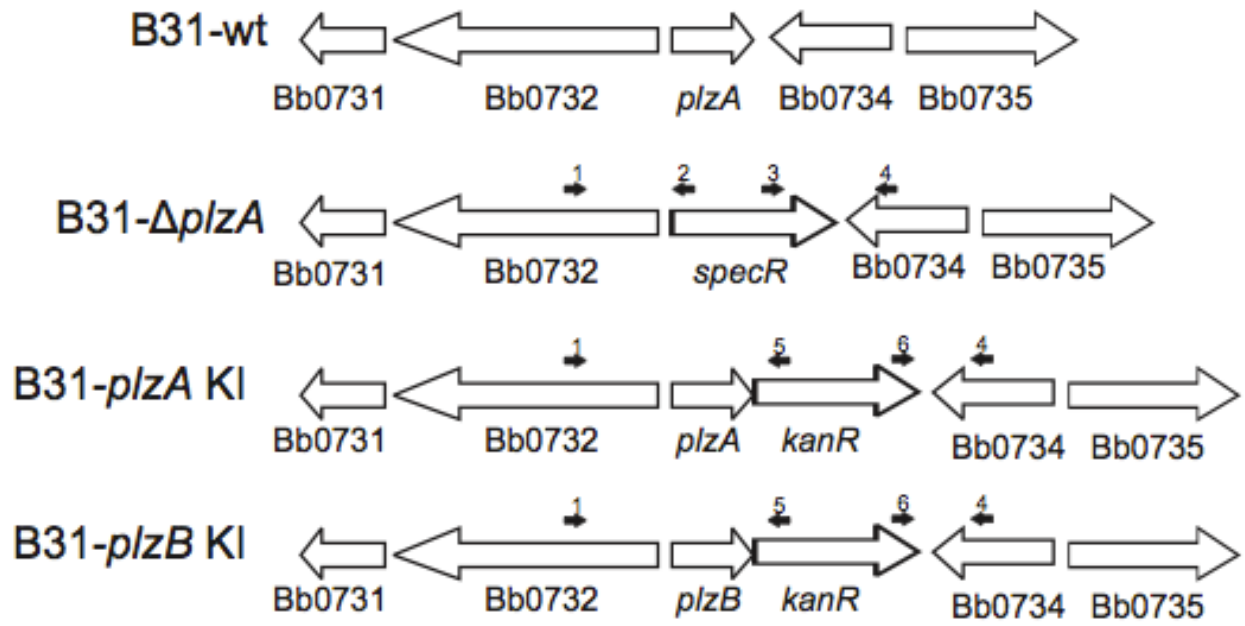 B31-wt
Bb0731 Bb0732 plzA Bb0734 Bb0735
1 2 3 4
B31-ΔplzA
Bb0731 Bb0732 specR Bb0734 Bb0735
1 5 6 4
B31-plzA KI
Bb0731 Bb0732 plzA kanR Bb0734 Bb0735
1 5 6 4
B31-plzB KI
Bb0731 Bb0732 plzB kanR Bb0734 Bb0735